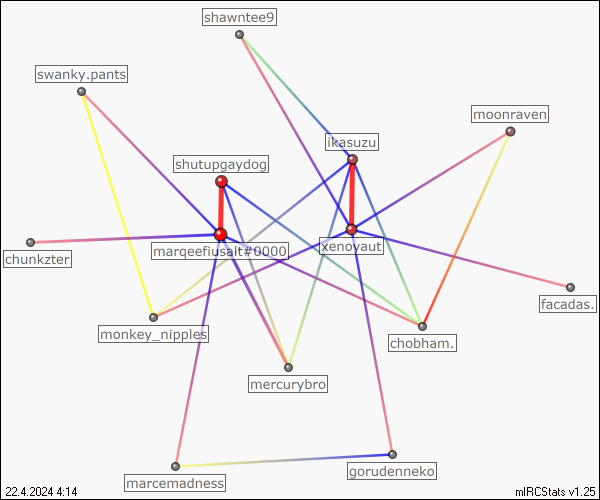 shawntee9
swanky.pants
moonraven
ikasuzu
shutupgaydog
marqeefiusalt#0000
xenoyaut
chunkzter
facadas.
monkey_nipples
chobham.
mercurybro
gorudenneko
marcemadness
22.4.2024 4:14
mIRCStats v1.25